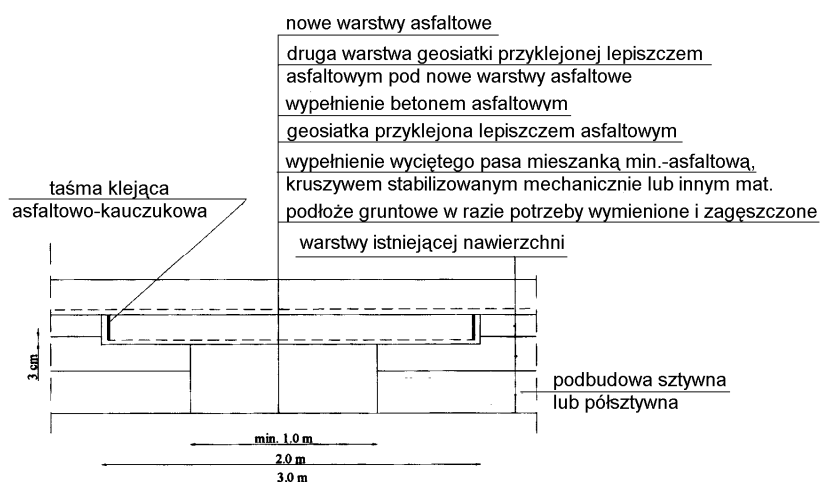 nowe warstwy asfaltowe
druga warstwa geosiatki przyklejonej lepiszczem
asfaltowym pod nowe warstwy asfaltowe
wypełnienie betonem asfaltowym
geosiatka przyklejona lepiszczem asfaltowym
wypełnienie wyciętego pasa mieszanką min.-asfaltową,
kruszywem stabilizowanym mechanicznie lub innym mat.
podłoże gruntowe w razie potrzeby wymienione i zagęszczone
warstwy istniejącej nawierzchni
taśma klejąca
asfaltowo-kauczukowa
3 cm
podbudowa sztywna
lub półsztywna
min. 1.0 m
2.0 m
3.0 m